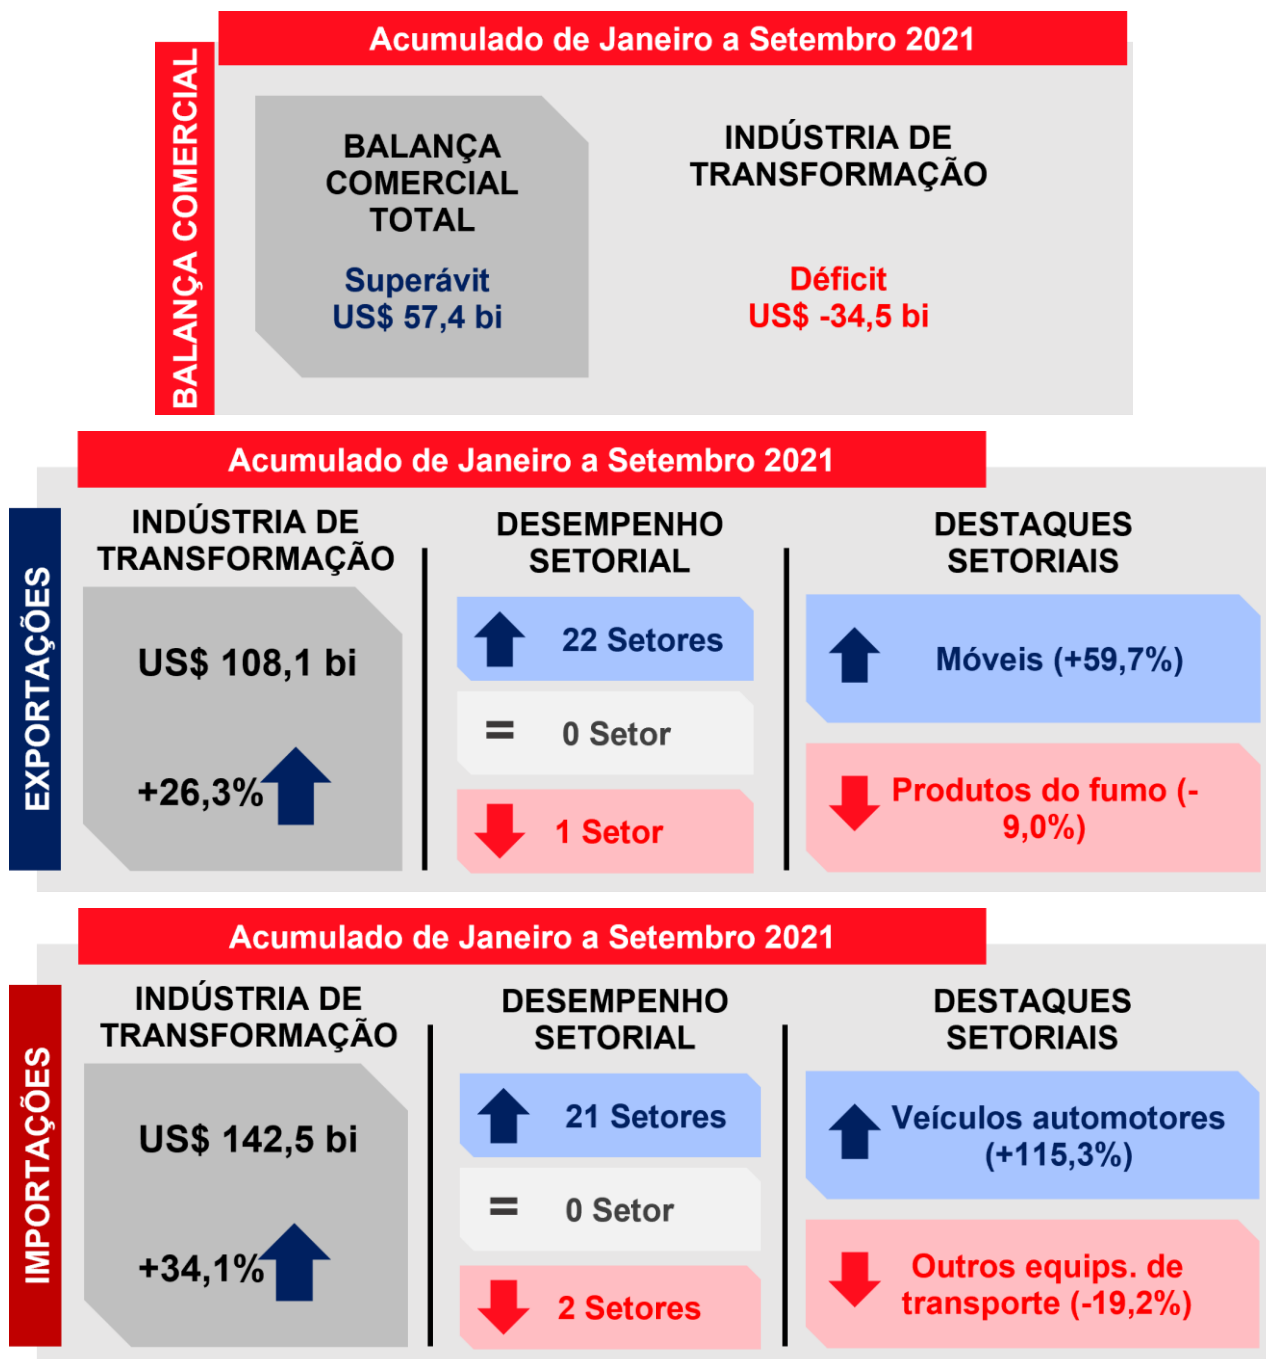 Acumulado de Janeiro a Setembro 2021
BALANÇA COMERCIAL
BALANÇA
COMERCIAL
TOTAL
Superávit
US$ 57,4 bi
INDÚSTRIA DE
TRANSFORMAÇÃO
Déficit
US$ -34,5 bi
Acumulado de Janeiro a Setembro 2021
EXPORTAÇÕES
INDÚSTRIA DE
TRANSFORMAÇÃO
US$ 108,1 bi
+26,3%
DESEMPENHO
SETORIAL
22 Setores
= 0 Setor
1 Setor
DESTAQUES
SETORIAIS
Móveis (+59,7%)
Produtos do fumo (-
9,0%)
Acumulado de Janeiro a Setembro 2021
IMPORTAÇÕES
INDÚSTRIA DE
TRANSFORMAÇÃO
US$ 142,5 bi
+34,1%
DESEMPENHO
SETORIAL
21 Setores
= 0 Setor
2 Setores
DESTAQUES
SETORIAIS
Veículos automotores
(+115,3%)
Outros equips. de
transporte (-19,2%)